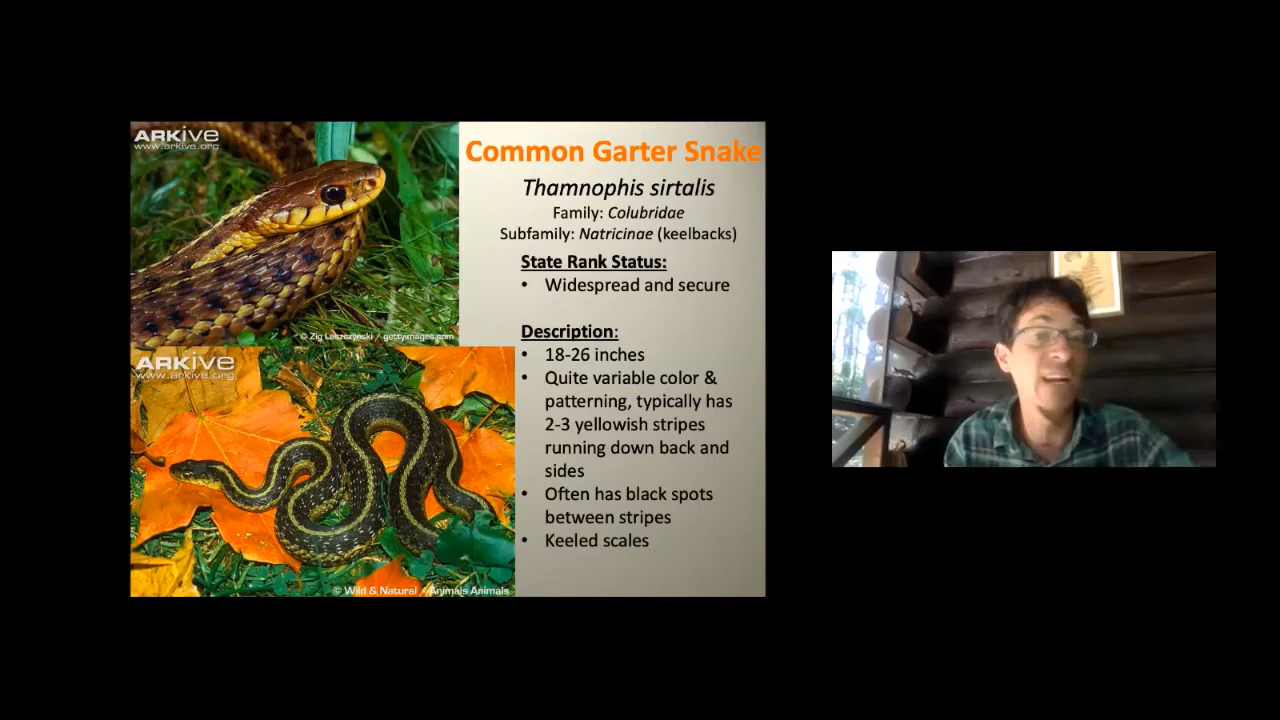 ARKive
www.arkive.org
© Zig Leszczynski / gettyimages.com
ARKive
www.arkive.org
© Wild & Natural / Animals Animals
Common Garter Snake
Thamnophis sirtalis
Family: Colubridae
Subfamily: Natricinae (keelbacks)
State Rank Status:
• Widespread and secure
Description:
• 18-26 inches
• Quite variable color &
patterning, typically has
2-3 yellowish stripes
running down back and
sides
• Often has black spots
between stripes
• Keeled scales